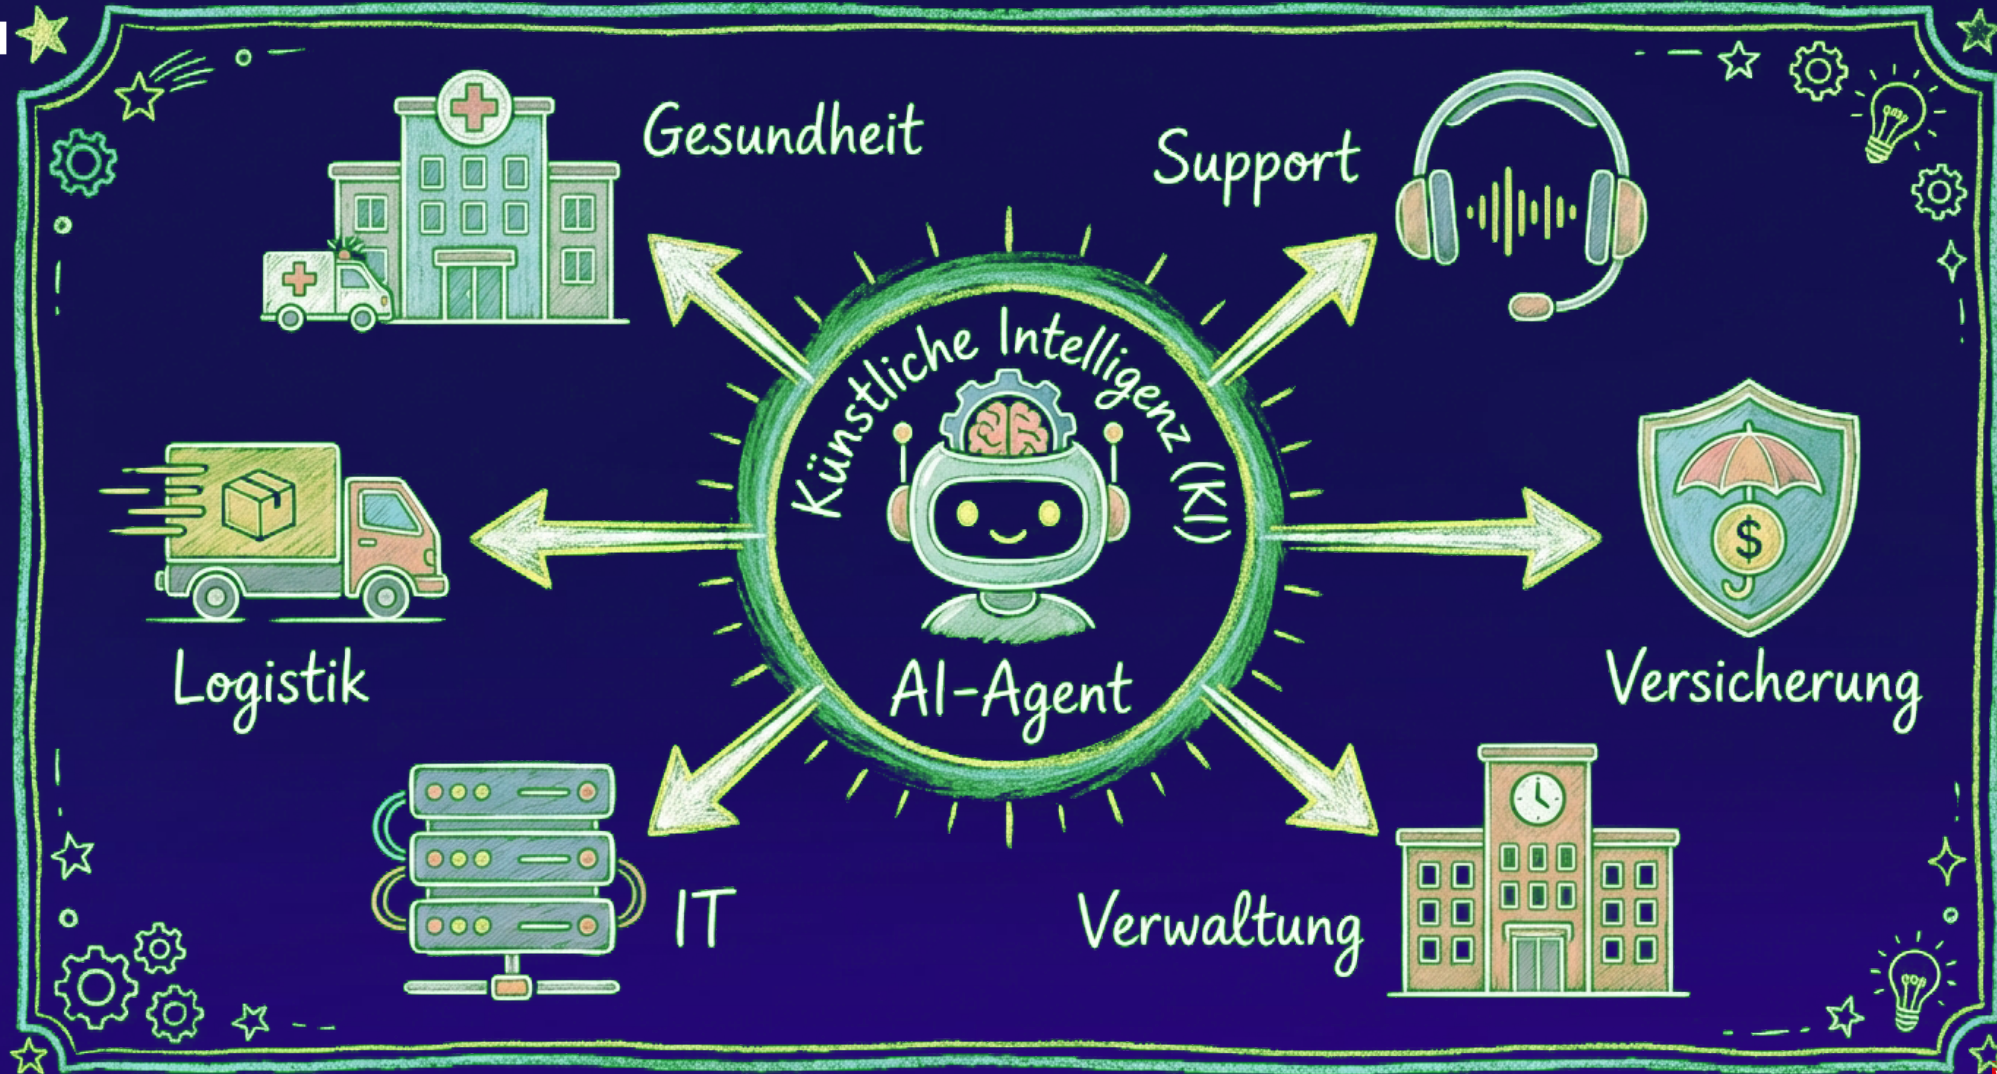 Gesundheit
Support
Künstliche Intelligenz (KI)
$
AI-Agent
Logistik
Versicherung
IT
Verwaltung